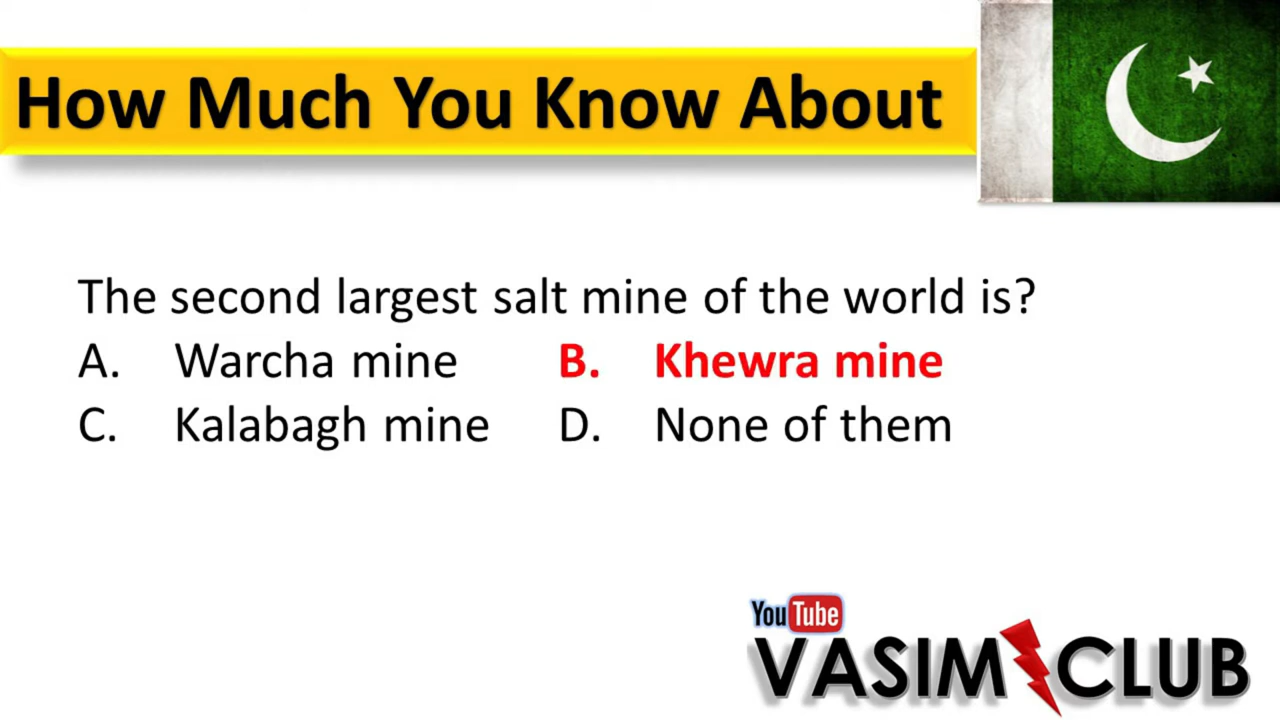 How Much You Know About
The second largest salt mine of the world is?
A. Warcha mine B. Khewra mine
C. Kalabagh mine D. None of them
YouTube
VASIM CLUB